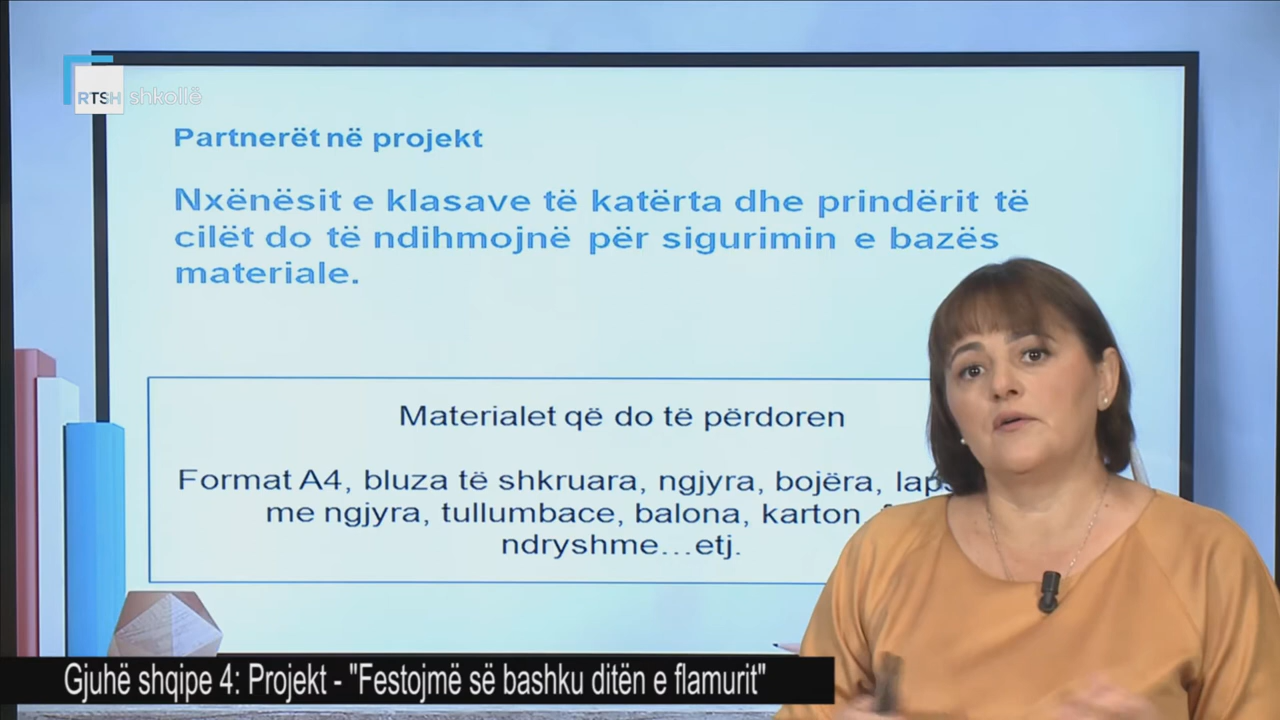 RTSH shkollë
Partnerët në projekt
Nxënësit e klasave të katërta dhe prindërit të
cilët do të ndihmojnë për sigurimin e bazës
materiale.
Materialet që do të përdoren
Format A4, bluza të shkruara, ngjyra, bojëra,
me ngjyra, tullumbace, balona, karton,
ndryshme...etj.
Gjuhë shqipe 4: Projekt - "Festojmë së bashku ditën e flamurit"